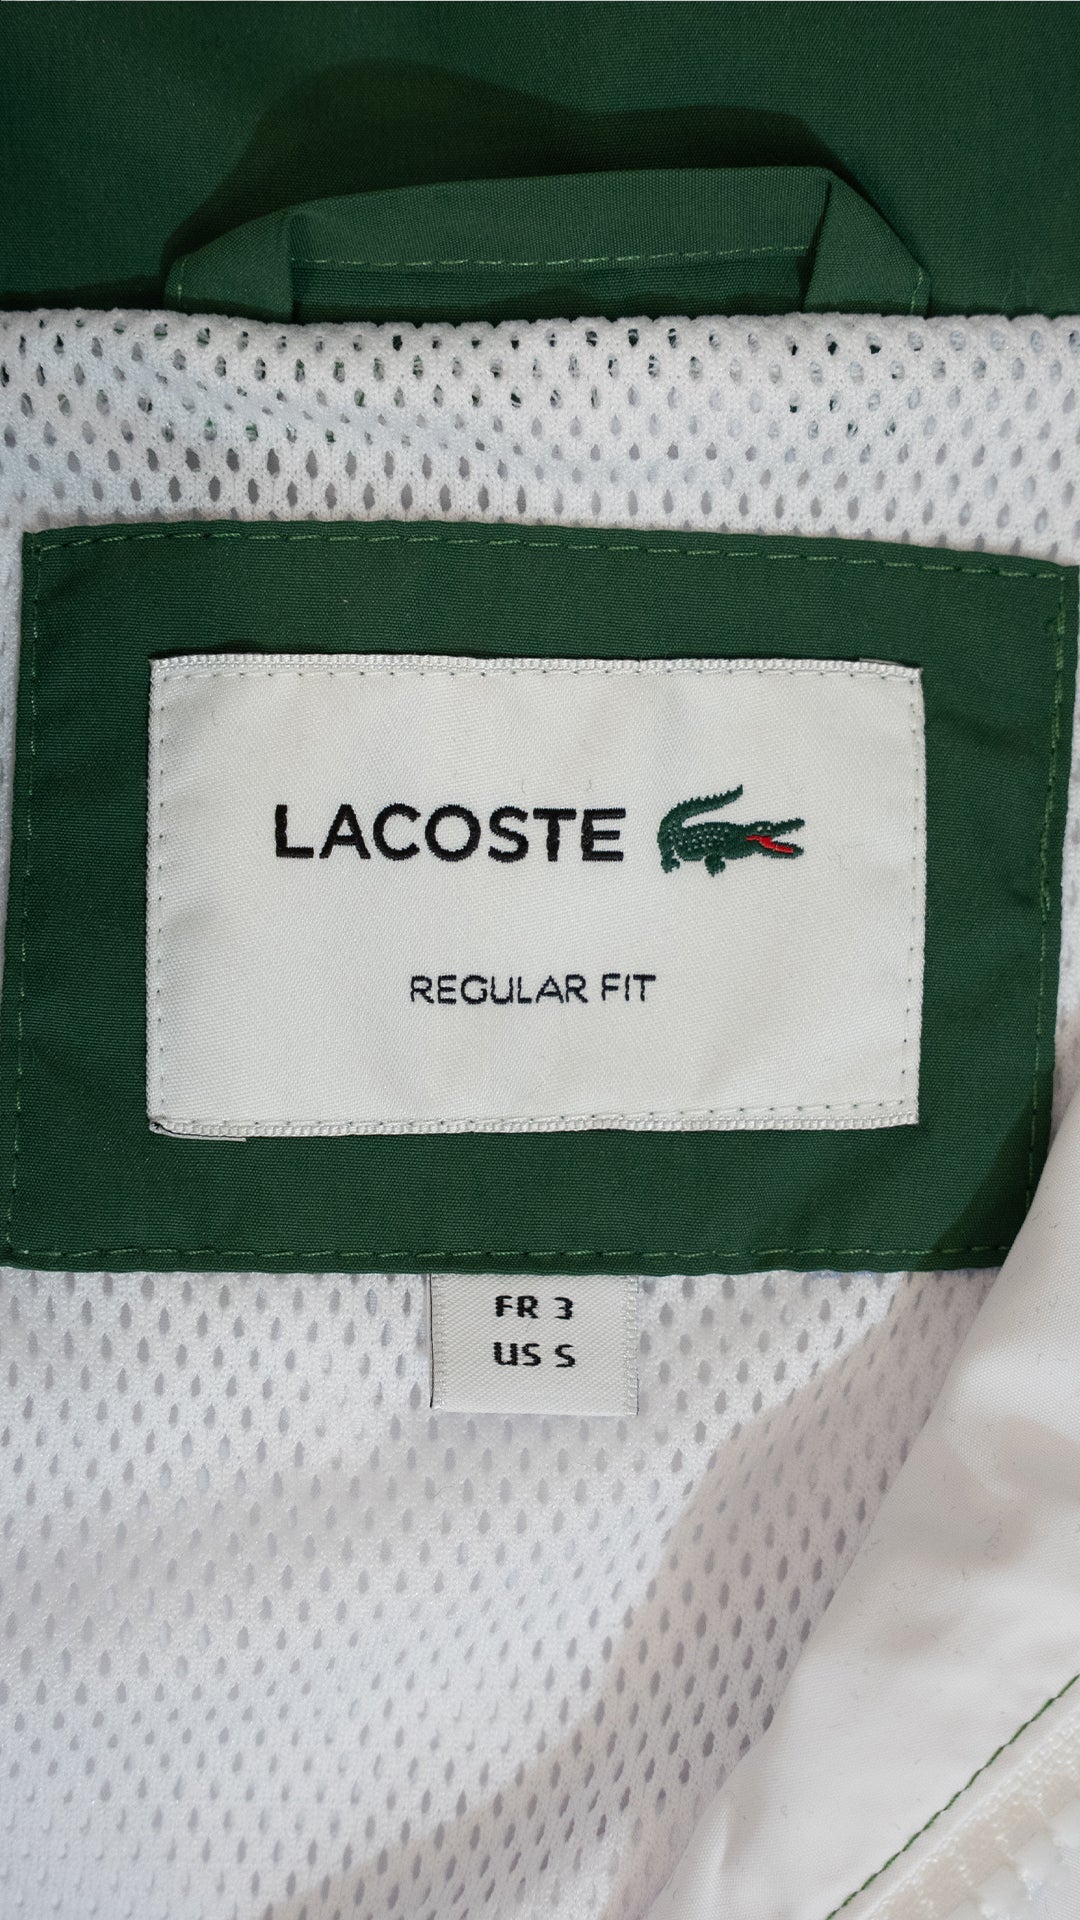 LACOSTE
REGULAR FIT
FR 3
US S